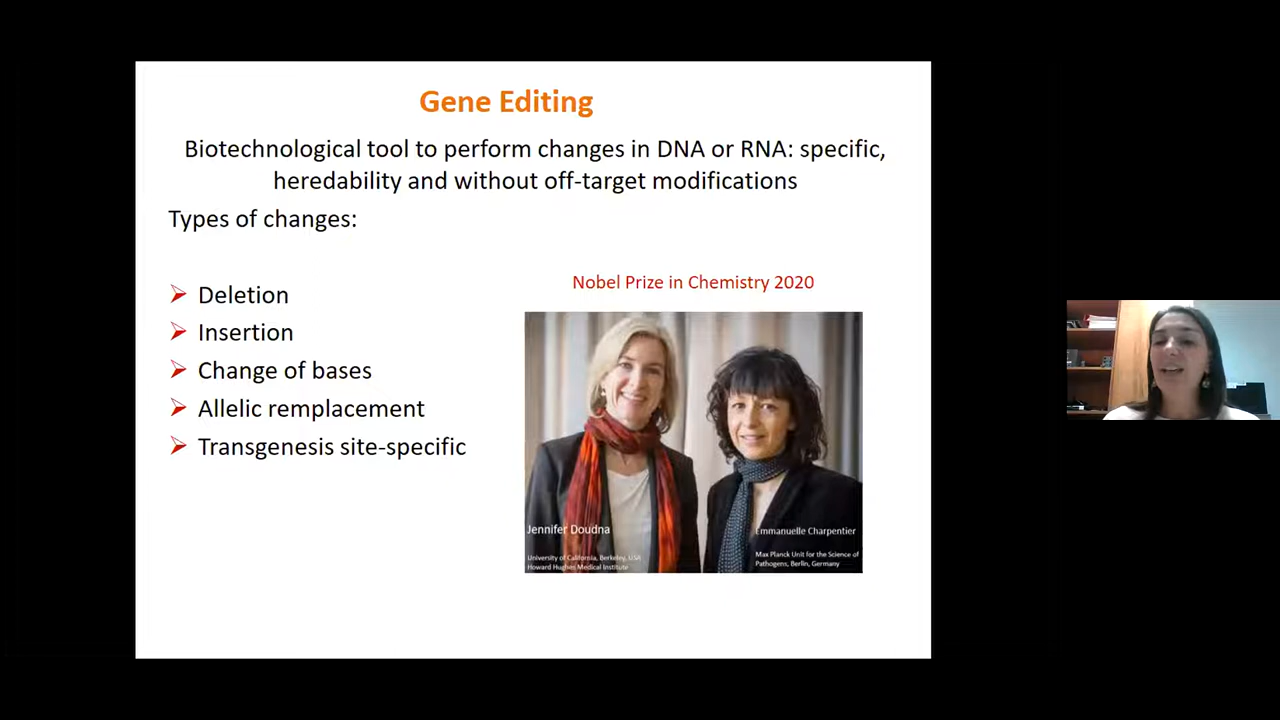 Gene Editing
Biotechnological tool to perform changes in DNA or RNA: specific,
heredability and without off-target modifications
Types of changes:
Deletion
Insertion
Change of bases
Allelic remplacement
Transgenesis site-specific
Nobel Prize in Chemistry 2020
Jennifer Doudna
University of California, Berkeley, USA
Howard Hughes Medical Institute
Emmanuelle Charpentier
Max Planck Unit for the Science of
Pathogens, Berlin, Germany